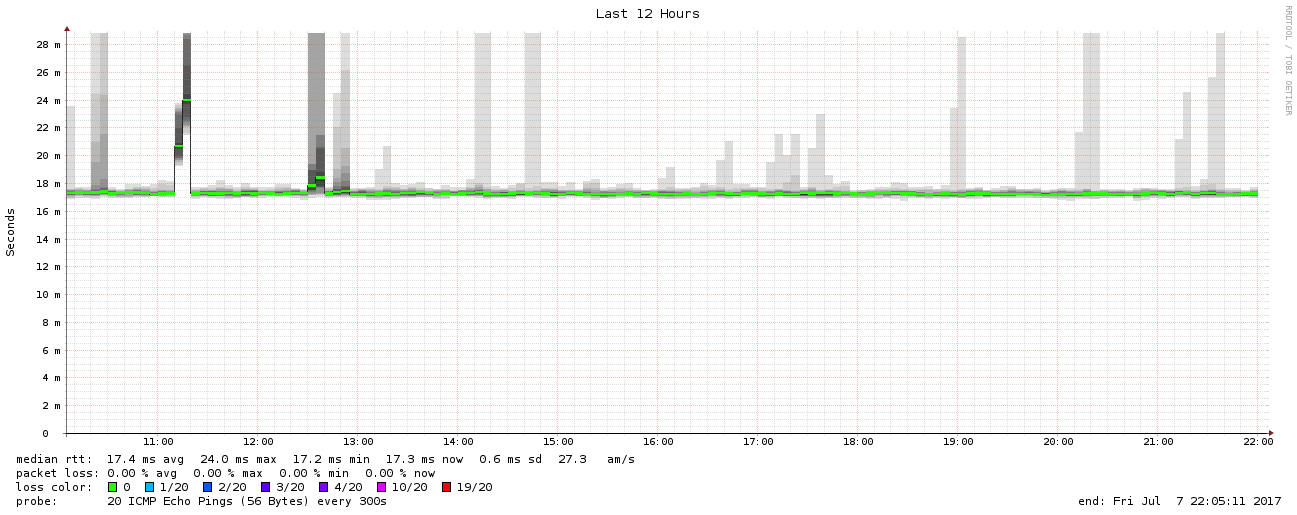 Last 12 Hours
RRDTOOL / TOBI OETIKER
Seconds
28 m
26 m
24 m
22 m
20 m
18 m
16 m
14 m
12 m
10 m
8 m
6 m
4 m
2 m
0
11:00 12:00 13:00 14:00 15:00 16:00 17:00 18:00 19:00 20:00 21:00 22:00
median rtt: 17.4 ms avg 24.0 ms max 17.2 ms min 17.3 ms now 0.6 ms sd 27.3 am/s
packet loss: 0.00 % avg 0.00 % max 0.00 % min 0.00 % now
loss color: 0 1/20 2/20 3/20 4/20 10/20 19/20
probe: 20 ICMP Echo Pings (56 Bytes) every 300s end: Fri Jul 7 22:05:11 2017